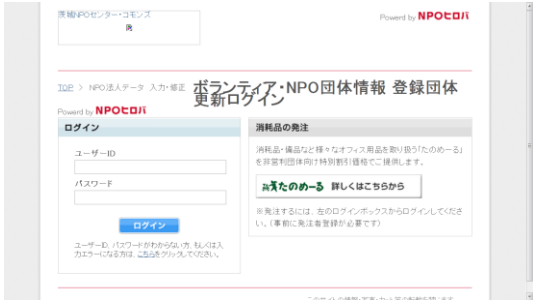 茨城NPOセンター・コモンズ
Powerd by NPOヒロバ
TOP > NPO法人データ 入力・修正
ボランティア・NPO団体情報 登録団体
更新ログイン
Powerd by NPOヒロバ
ログイン
ユーザーID
パスワード
ログイン
ユーザーID、パスワードがわからない方、もしくは入
力エラーになる方は、こちらをクリックしてください。
消耗品の発注
消耗品・備品など様々なオフィス用品を取り扱う「たのめーる」
を非営利団体向け特別割引価格でご提供します。
たのめーる 詳しくはこちらから
※発注するには、左のログインボックスからログインしてくださ
い。(事前に発注者登録が必要です)